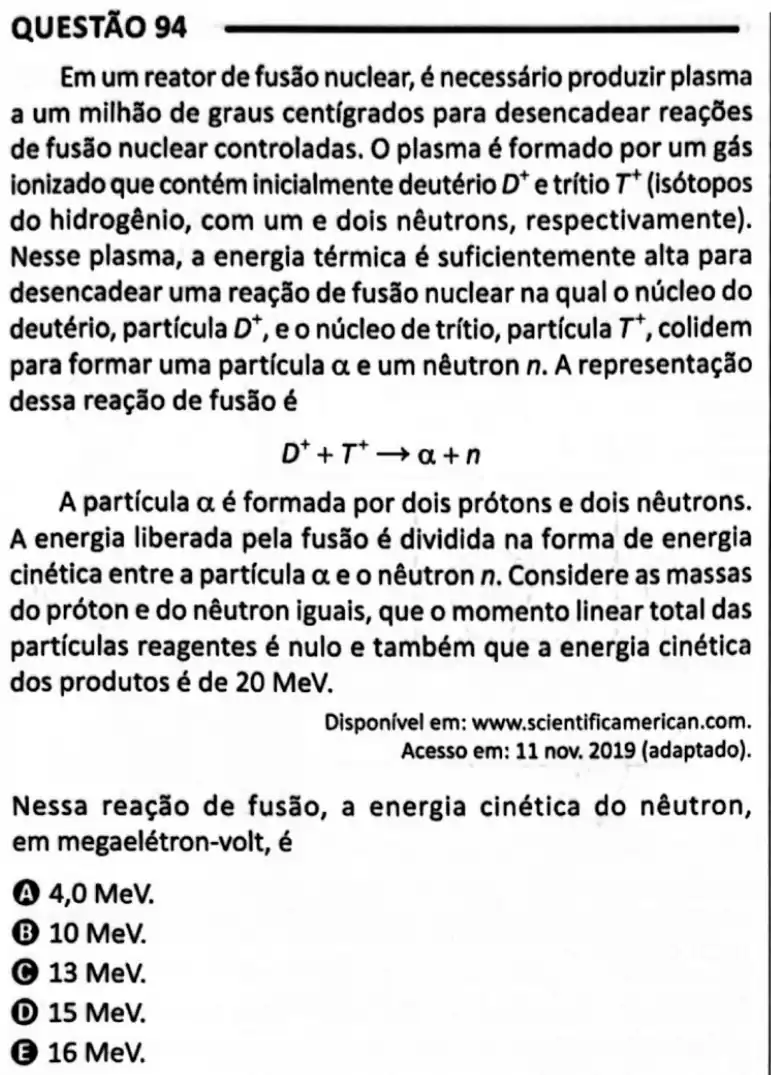 QUESTÃO 94
Em um reator de fusão nuclear, é necessário produzir plasma
a um milhão de graus centígrados para desencadear reações
de fusão nuclear controladas. O plasma é formado por um gás
ionizado que contém inicialmente deutério D⁺ e trítio T⁺ (isótopos
do hidrogênio, com um e dois nêutrons, respectivamente).
Nesse plasma, a energia térmica é suficientemente alta para
desencadear uma reação de fusão nuclear na qual o núcleo do
deutério, partícula D⁺, e o núcleo de trítio, partícula T⁺, colidem
para formar uma partícula α e um nêutron n. A representação
dessa reação de fusão é
D⁺ + T⁺ → α + n
A partícula α é formada por dois prótons e dois nêutrons.
A energia liberada pela fusão é dividida na forma de energia
cinética entre a partícula α e o nêutron n. Considere as massas
do próton e do nêutron iguais, que o momento linear total das
partículas reagentes é nulo e também que a energia cinética
dos produtos é de 20 MeV.
Disponível em: www.scientificamerican.com.
Acesso em: 11 nov. 2019 (adaptado).
Nessa reação de fusão, a energia cinética do nêutron,
em megaelétron-volt, é
A 4,0 MeV.
B 10 MeV.
C 13 MeV.
D 15 MeV.
E 16 MeV.